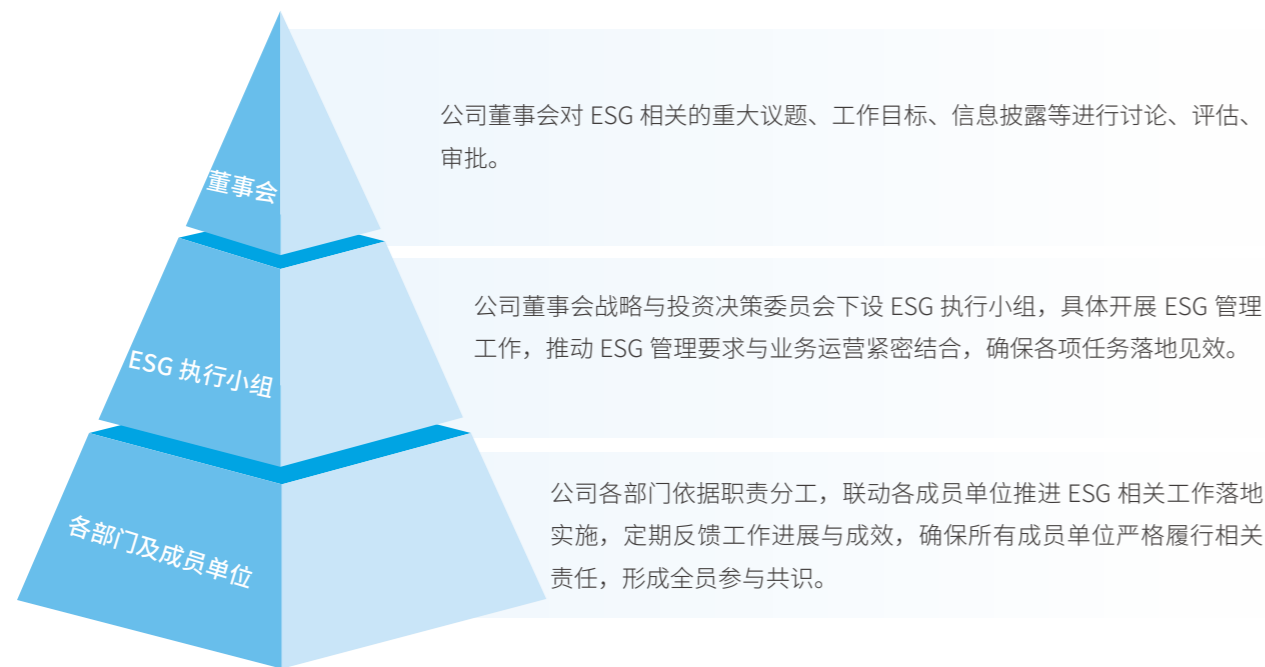 公司董事会对 ESG 相关的重大议题、工作目标、信息披露等进行讨论、评估、
审批。
董事会
公司董事会战略与投资决策委员会下设 ESG 执行小组，具体开展 ESG 管理
工作，推动 ESG 管理要求与业务运营紧密结合，确保各项任务落地见效。
ESG 执行小组
公司各部门依据职责分工，联动各成员单位推进 ESG 相关工作落地
实施，定期反馈工作进展与成效，确保所有成员单位严格履行相关
责任，形成全员参与共识。
各部门及成员单位